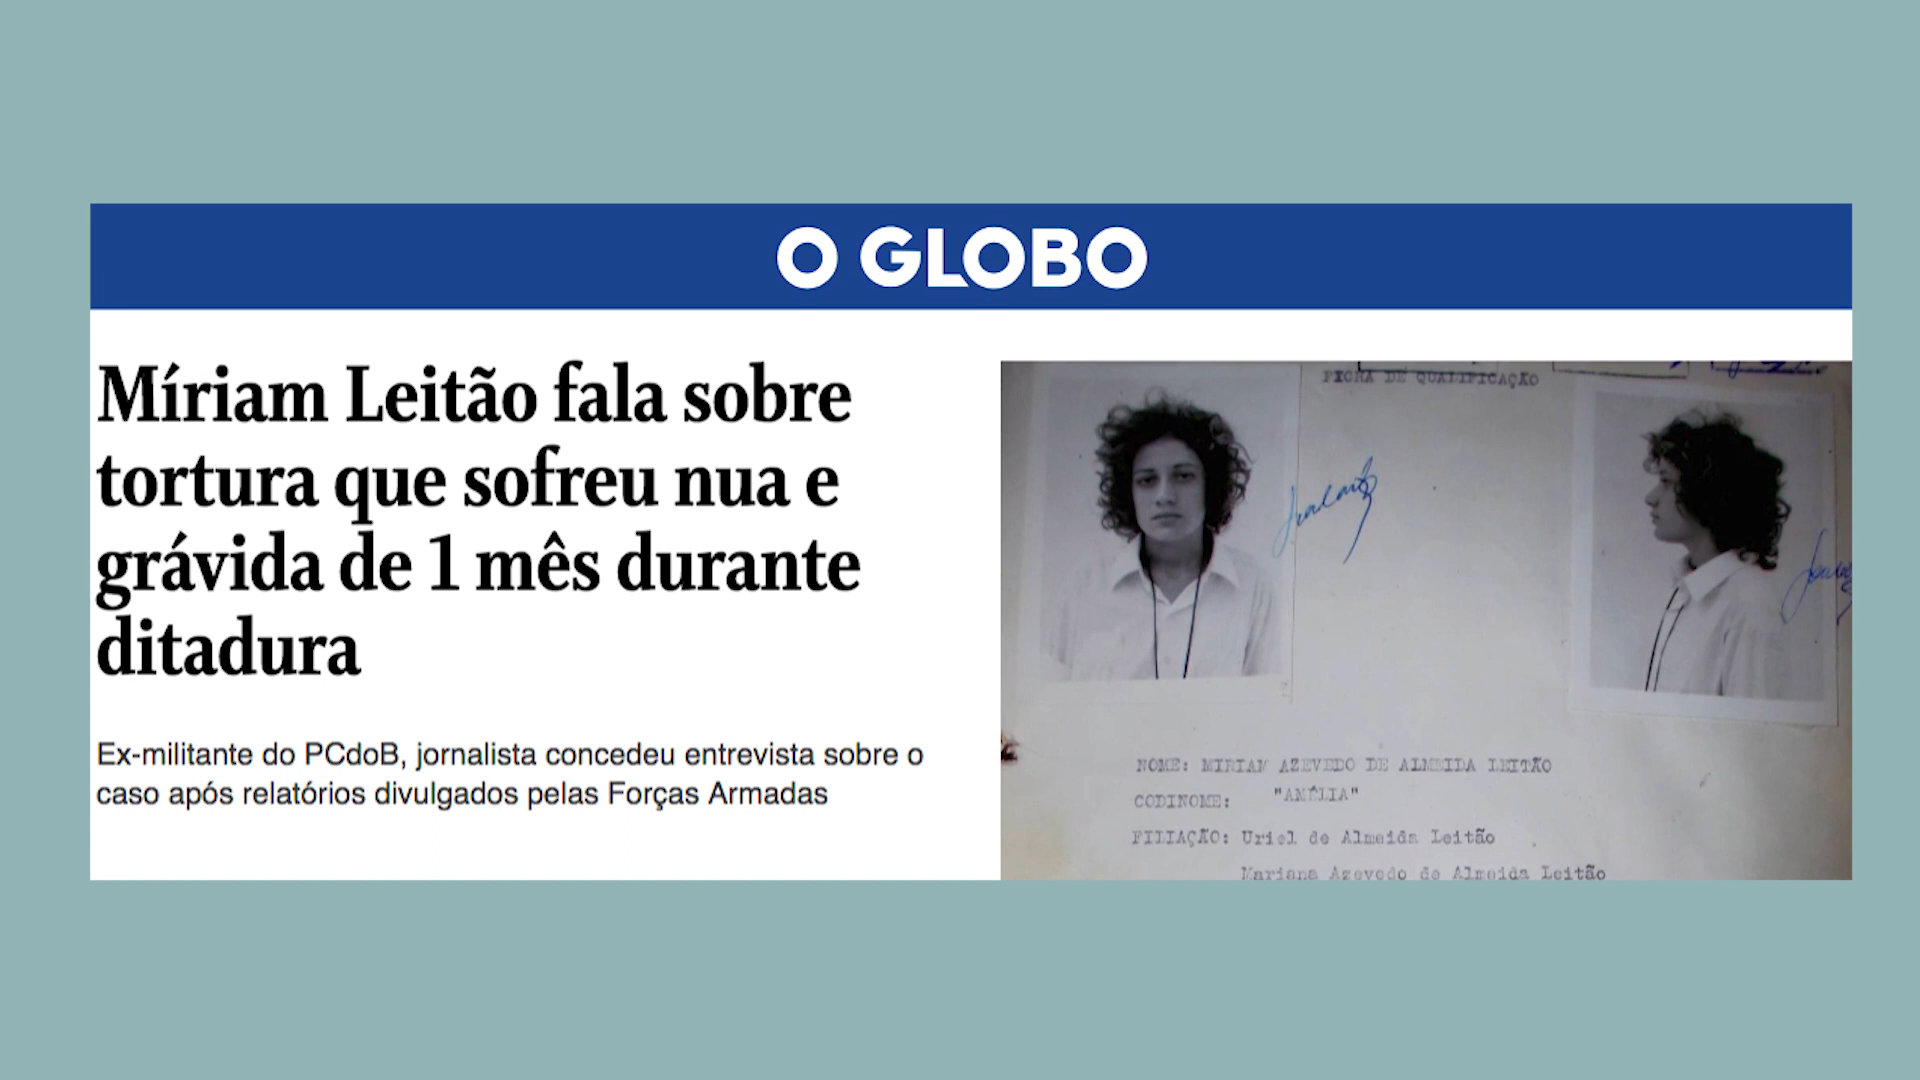 O GLOBO
Míriam Leitão fala sobre
tortura que sofreu nua e
grávida de 1 mês durante
ditadura
Ex-militante do PCdoB, jornalista concedeu entrevista sobre o
caso após relatórios divulgados pelas Forças Armadas
FICHA DE QUALIFICAÇÃO
NOME: MIRIAM AZEVEDO DE ALMEIDA LEITÃO
CODINOME: "AMÉLIA"
FILIAÇÃO: Uriel de Almeida Leitão
Mariana Azevedo de Almeida Leitão